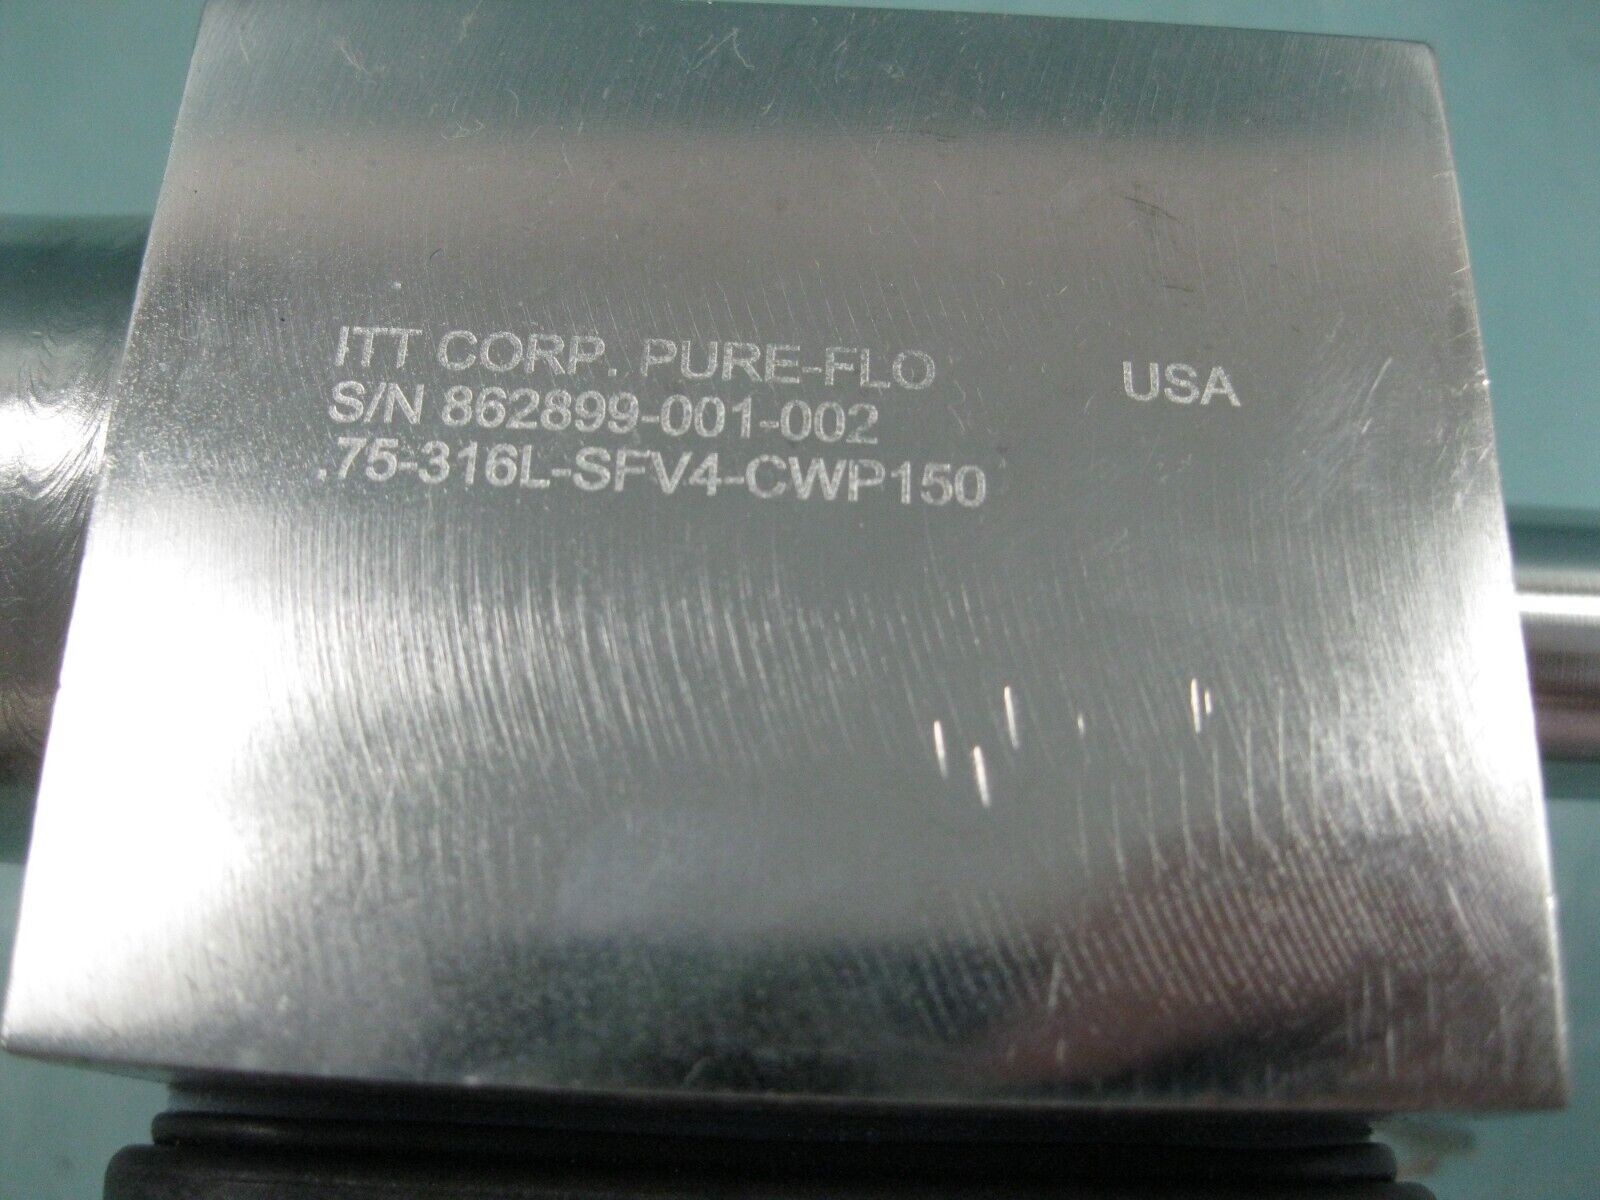 ITT CORP. PURE-FLO USA
S/N 862899-001-002
.75-316L-SFV4-CWP150